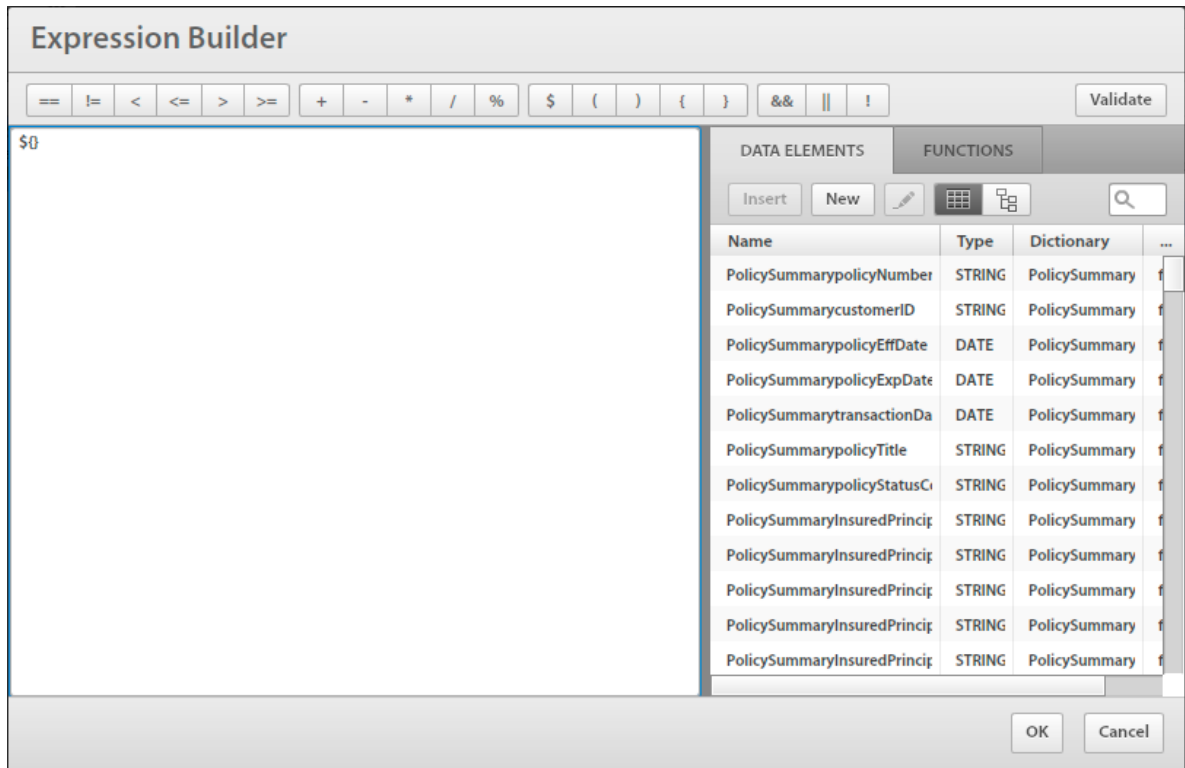 Expression Builder
== != < <= > >= + - * / % $ ( ) { } && || ! Validate
${}
DATA ELEMENTS FUNCTIONS
Insert New
Name Type Dictionary ...
PolicySummarypolicyNumber STRING PolicySummary f
PolicySummarycustomerID STRING PolicySummary f
PolicySummarypolicyEffDate DATE PolicySummary f
PolicySummarypolicyExpDate DATE PolicySummary f
PolicySummarytransactionDa DATE PolicySummary f
PolicySummarypolicyTitle STRING PolicySummary f
PolicySummarypolicyStatusC STRING PolicySummary f
PolicySummaryInsuredPrincip STRING PolicySummary f
PolicySummaryInsuredPrincip STRING PolicySummary f
PolicySummaryInsuredPrincip STRING PolicySummary f
PolicySummaryInsuredPrincip STRING PolicySummary f
PolicySummaryInsuredPrincip STRING PolicySummary f
OK Cancel